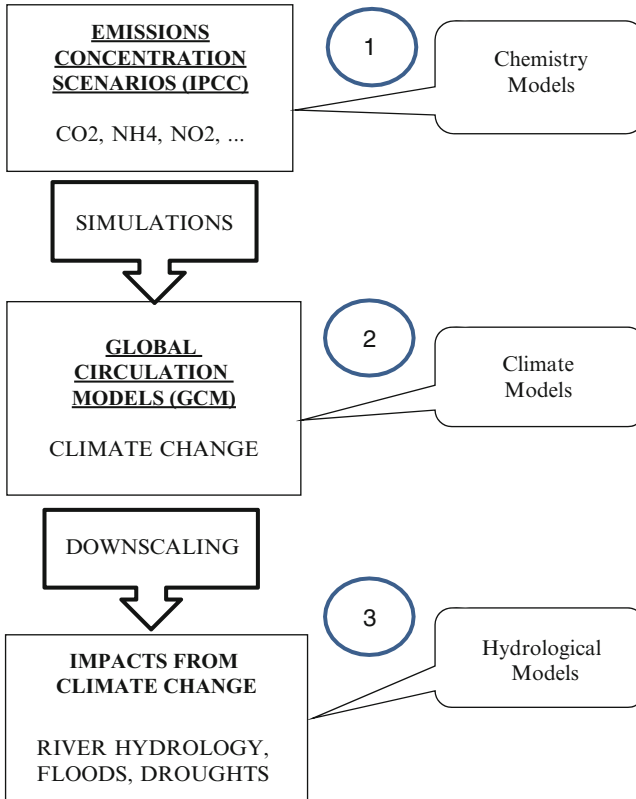 EMISSIONS
CONCENTRATION
SCENARIOS (IPCC)
CO2, NH4, NO2, ...
1
Chemistry
Models
SIMULATIONS
GLOBAL
CIRCULATION
MODELS (GCM)
CLIMATE CHANGE
2
Climate
Models
DOWNSCALING
IMPACTS FROM
CLIMATE CHANGE
RIVER HYDROLOGY,
FLOODS, DROUGHTS
3
Hydrological
Models